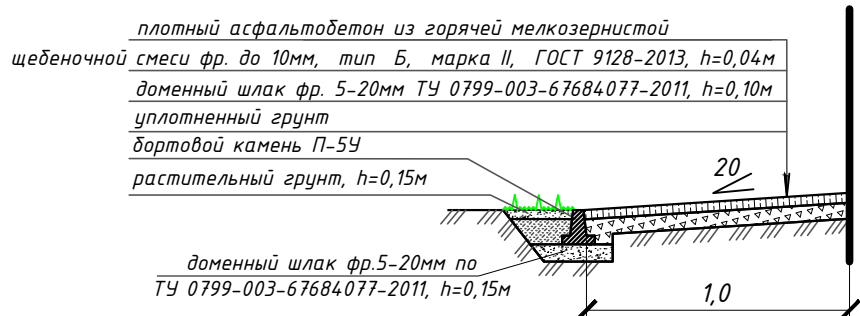 плотный асфальтобетон из горячей мелкозернистой
щебеночной смеси фр. до 10мм, тип Б, марка II, ГОСТ 9128-2013, h=0,04м
доменный шлак фр. 5-20мм ТУ 0799-003-67684077-2011, h=0,10м
уплотненный грунт
бортовой камень П-5У
растительный грунт, h=0,15м
20
доменный шлак фр.5-20мм по
ТУ 0799-003-67684077-2011, h=0,15м
1,0